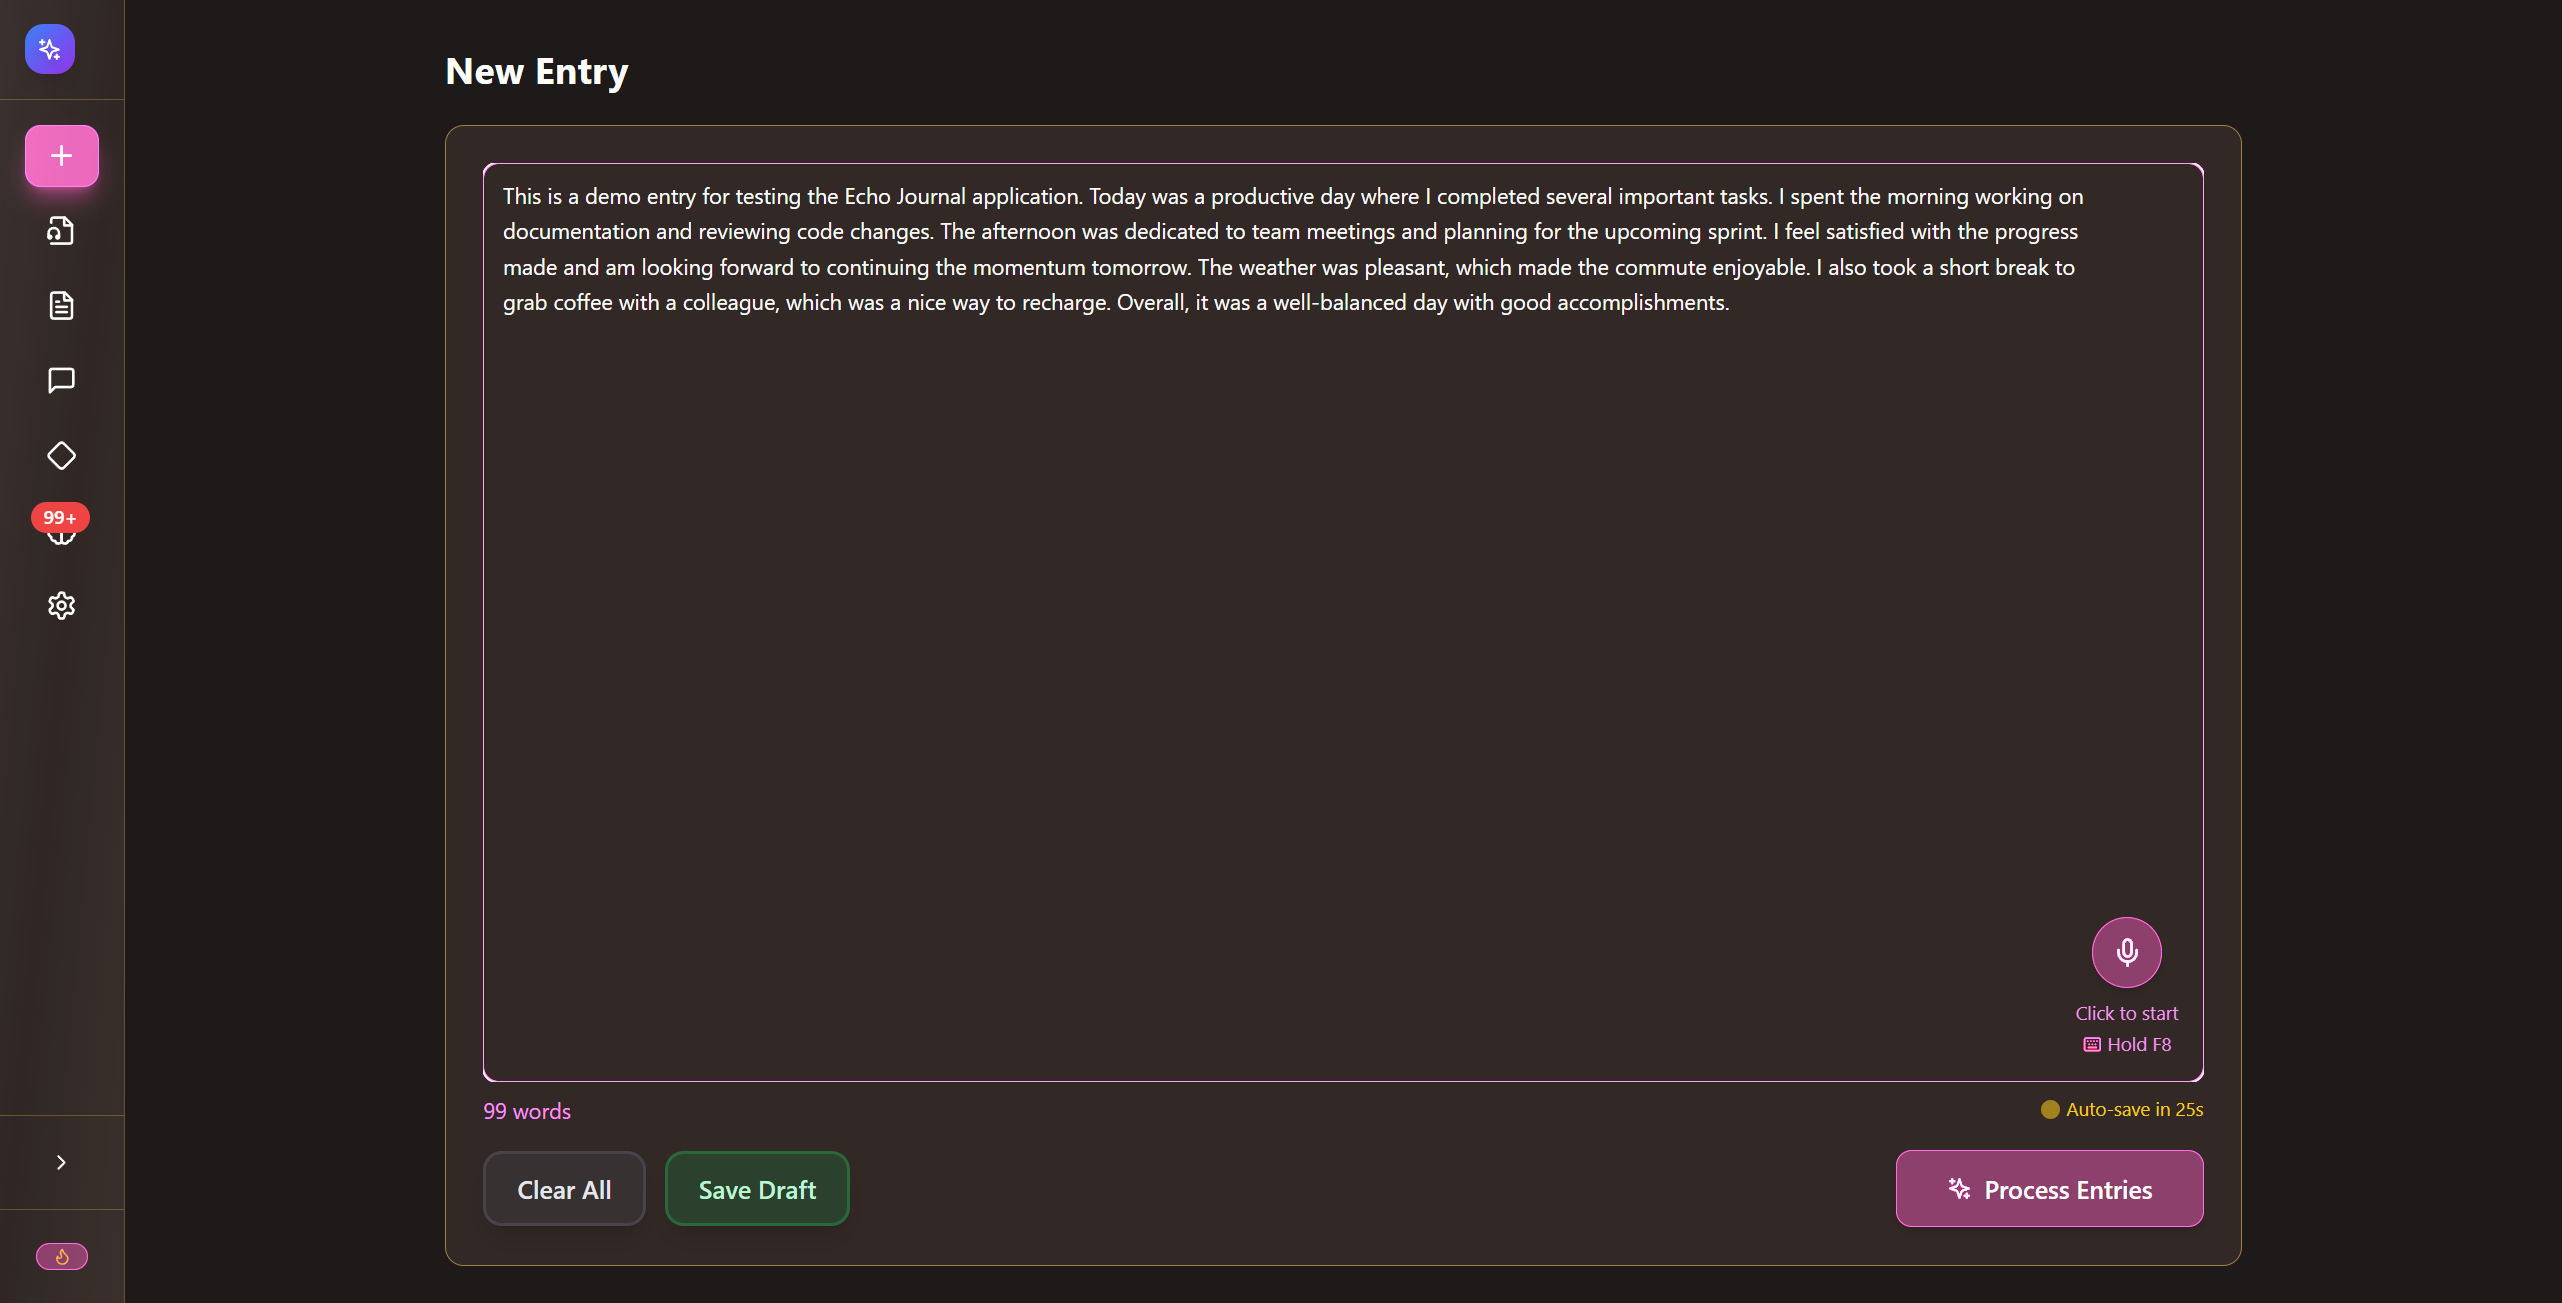 New Entry
This is a demo entry for testing the Echo Journal application. Today was a productive day where I completed several important tasks. I spent the morning working on
documentation and reviewing code changes. The afternoon was dedicated to team meetings and planning for the upcoming sprint. I feel satisfied with the progress
made and am looking forward to continuing the momentum tomorrow. The weather was pleasant, which made the commute enjoyable. I also took a short break to
grab coffee with a colleague, which was a nice way to recharge. Overall, it was a well-balanced day with good accomplishments.
99+
Click to start
Hold F8
99 words
Auto-save in 25s
Clear All
Save Draft
Process Entries